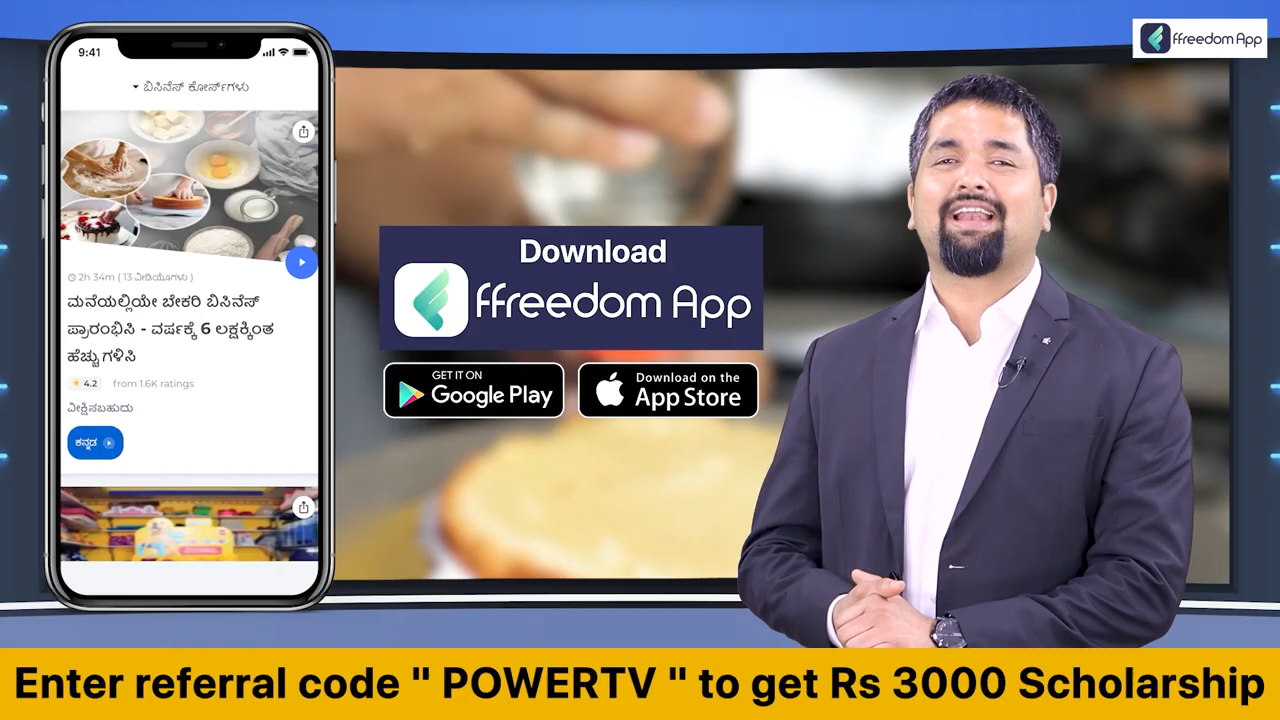 9:41
ಬಿಸಿನೆಸ್ ಕೋರ್ಸ್‌ಗಳು
2h 34m ( 13 ವೀಡಿಯೊಗಳು )
ಮನೆಯಲ್ಲಿಯೇ ಬೇಕರಿ ಬಿಸಿನೆಸ್
ಪ್ರಾರಂಭಿಸಿ - ವರ್ಷಕ್ಕೆ 6 ಲಕ್ಷಕ್ಕಿಂತ
ಹೆಚ್ಚು ಗಳಿಸಿ
4.2 from 1.6K ratings
ವೀಕ್ಷಿಸಬಹುದು
ಕನ್ನಡ
Download
ffreedom App
GET IT ON
Google Play
Download on the
App Store
ffreedom App
Enter referral code " POWERTV " to get Rs 3000 Scholarship